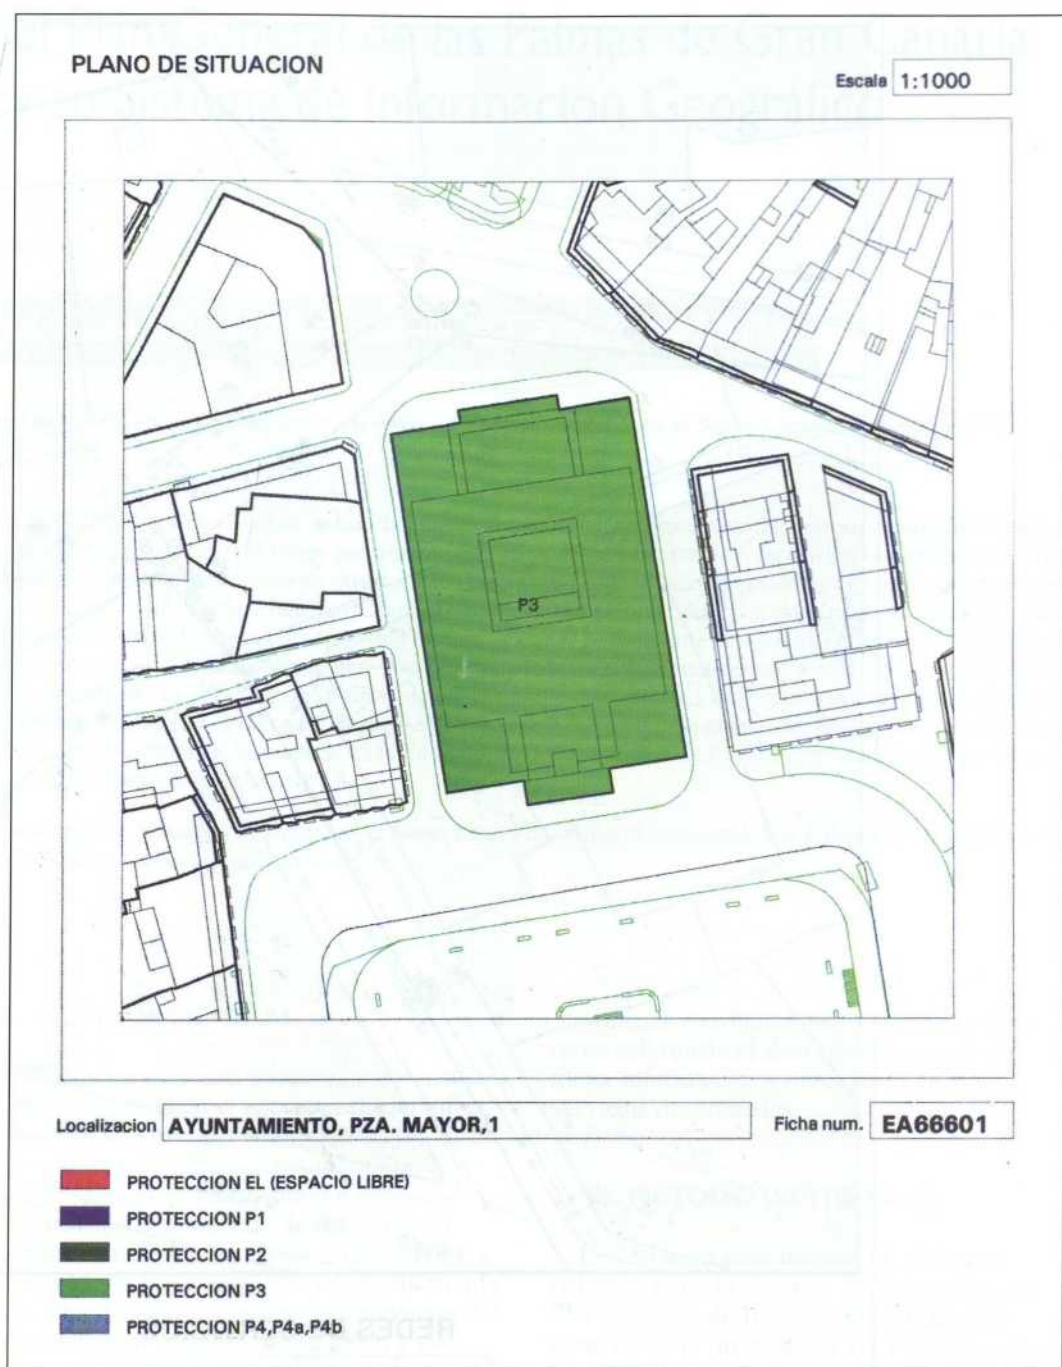 PLANO DE SITUACION
Escala 1:1000
P3
Localizacion AYUNTAMIENTO, PZA. MAYOR,1 Ficha num. EA66601
PROTECCION EL (ESPACIO LIBRE)
PROTECCION P1
PROTECCION P2
PROTECCION P3
PROTECCION P4,P4a,P4b